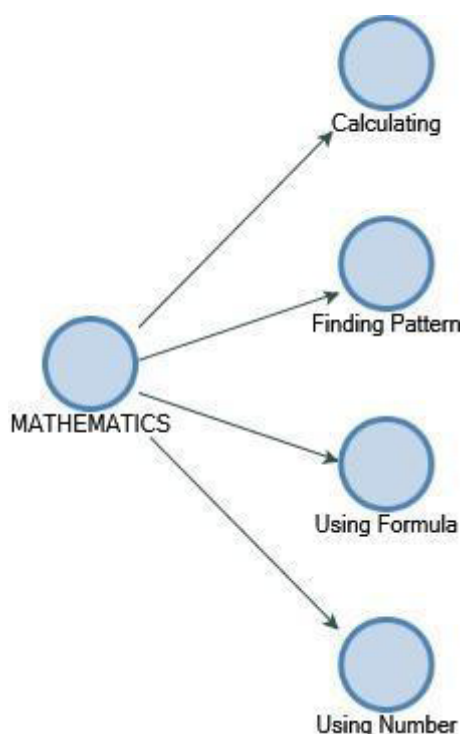 Calculating
Finding Pattern
MATHEMATICS
Using Formula
Using Number